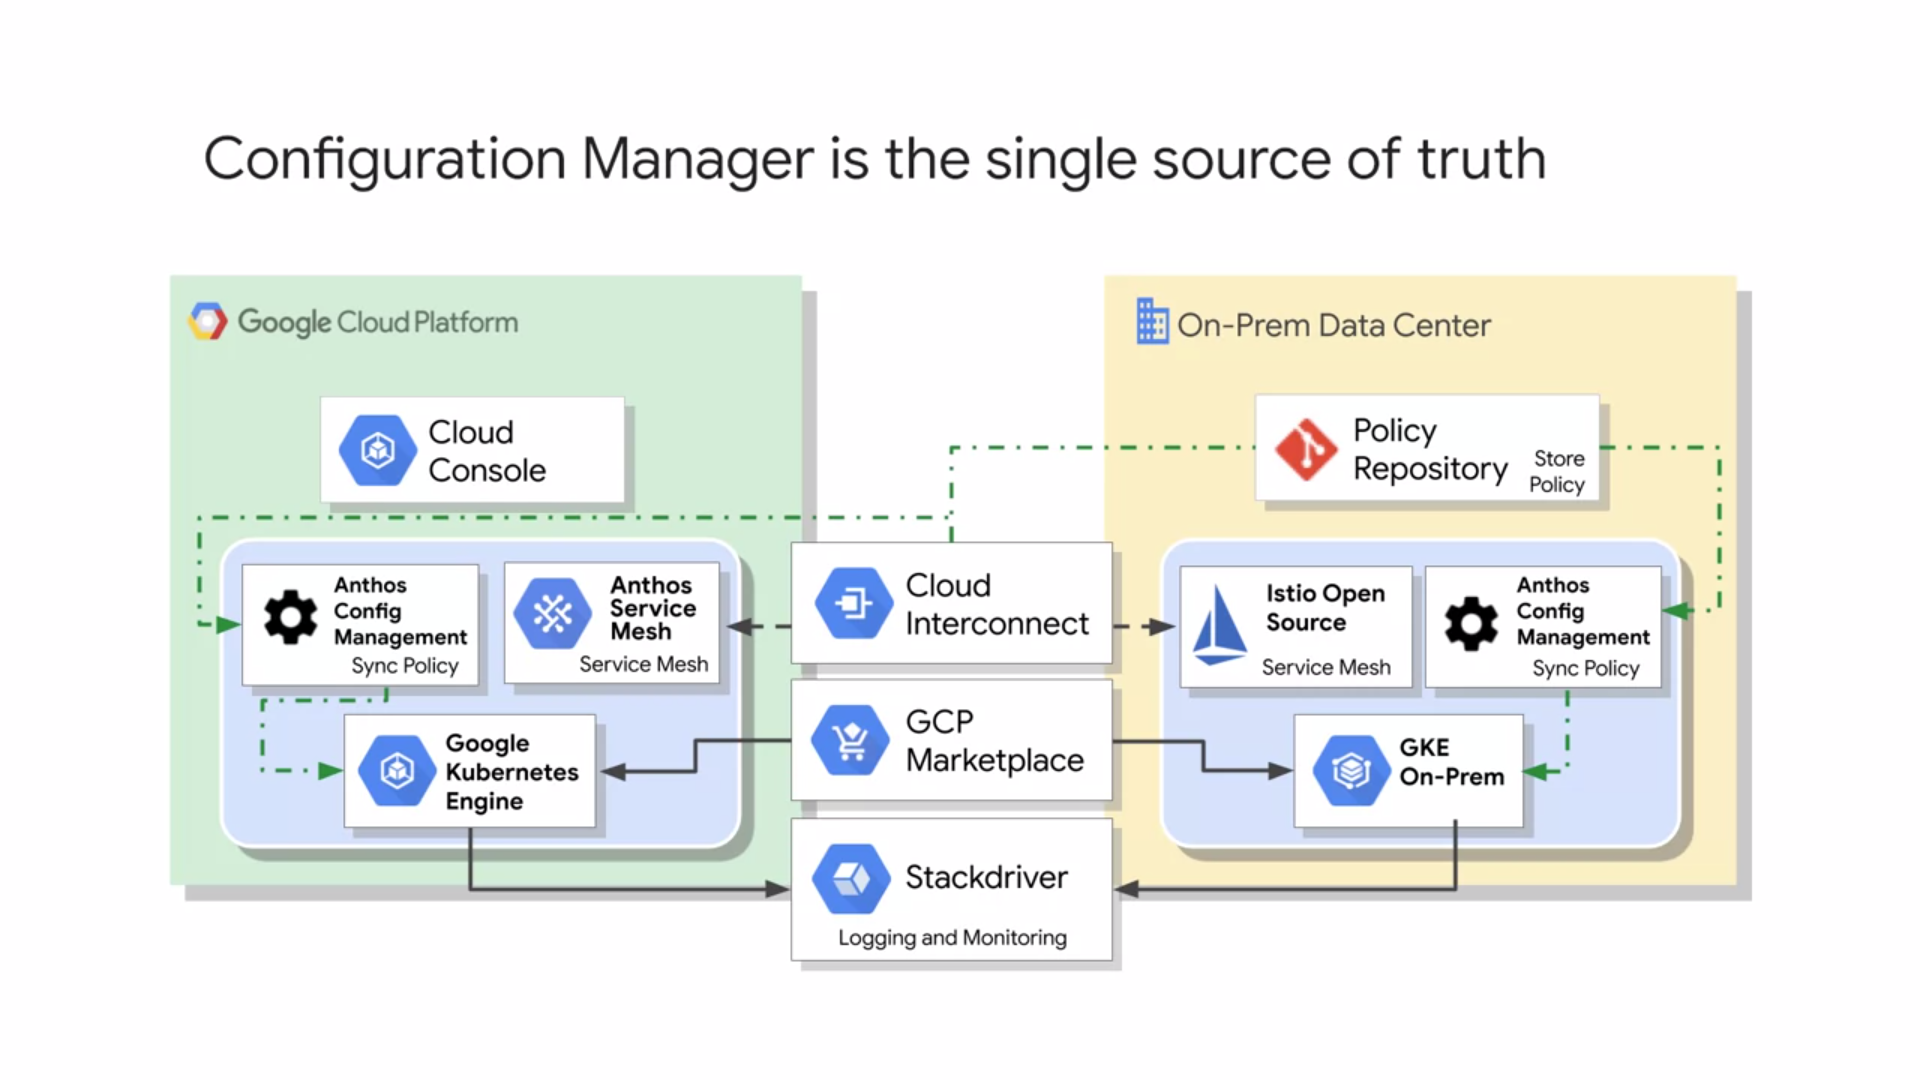 Configuration Manager is the single source of truth
Google Cloud Platform
On-Prem Data Center
Cloud
Console
Policy
Repository
Store
Policy
Anthos
Config
Management
Sync Policy
Anthos
Service
Mesh
Service Mesh
Cloud
Interconnect
Istio Open
Source
Service Mesh
Anthos
Config
Management
Sync Policy
Google
Kubernetes
Engine
GCP
Marketplace
GKE
On-Prem
Stackdriver
Logging and Monitoring